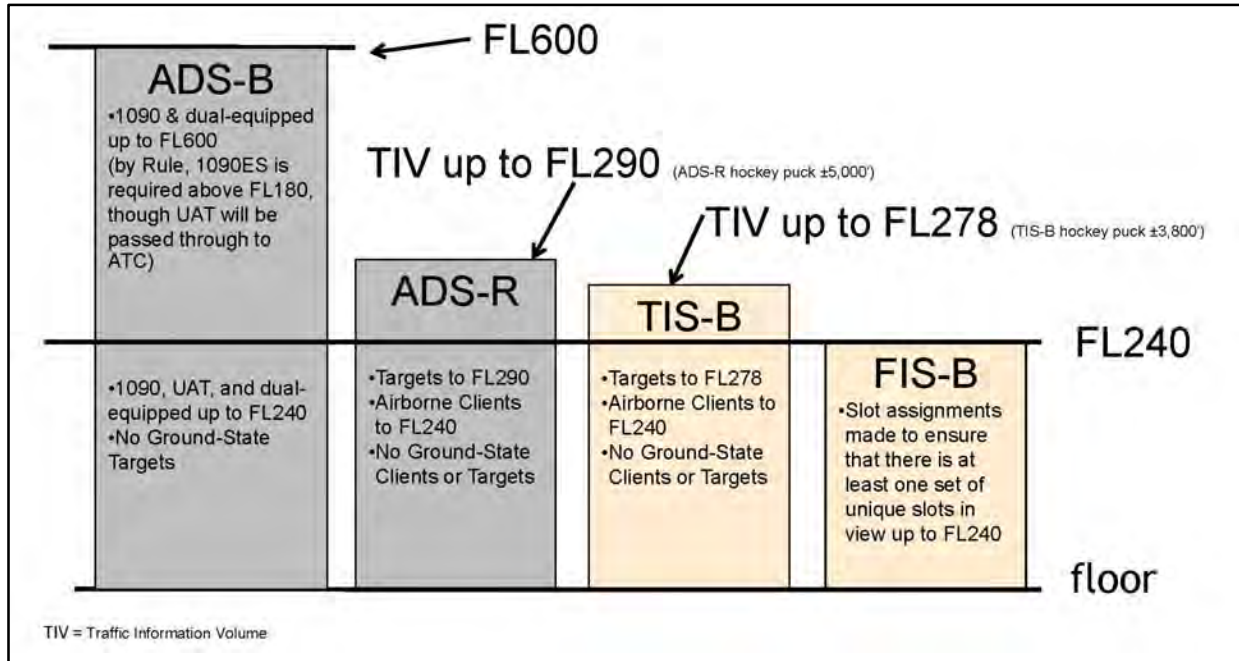 FL600
ADS-B
•1090 & dual-equipped
up to FL600
(by Rule, 1090ES is
required above FL180,
though UAT will be
passed through to
ATC)
•1090, UAT, and dual-
equipped up to FL240
•No Ground-State
Targets
TIV up to FL290 (ADS-R hockey puck ±5,000')
ADS-R
•Targets to FL290
•Airborne Clients
to FL240
•No Ground-State
Clients or Targets
TIV up to FL278 (TIS-B hockey puck ±3,800')
TIS-B
•Targets to FL278
•Airborne Clients to
FL240
•No Ground-State
Clients or Targets
FL240
FIS-B
•Slot assignments
made to ensure
that there is at
least one set of
unique slots in
view up to FL240
floor
TIV = Traffic Information Volume